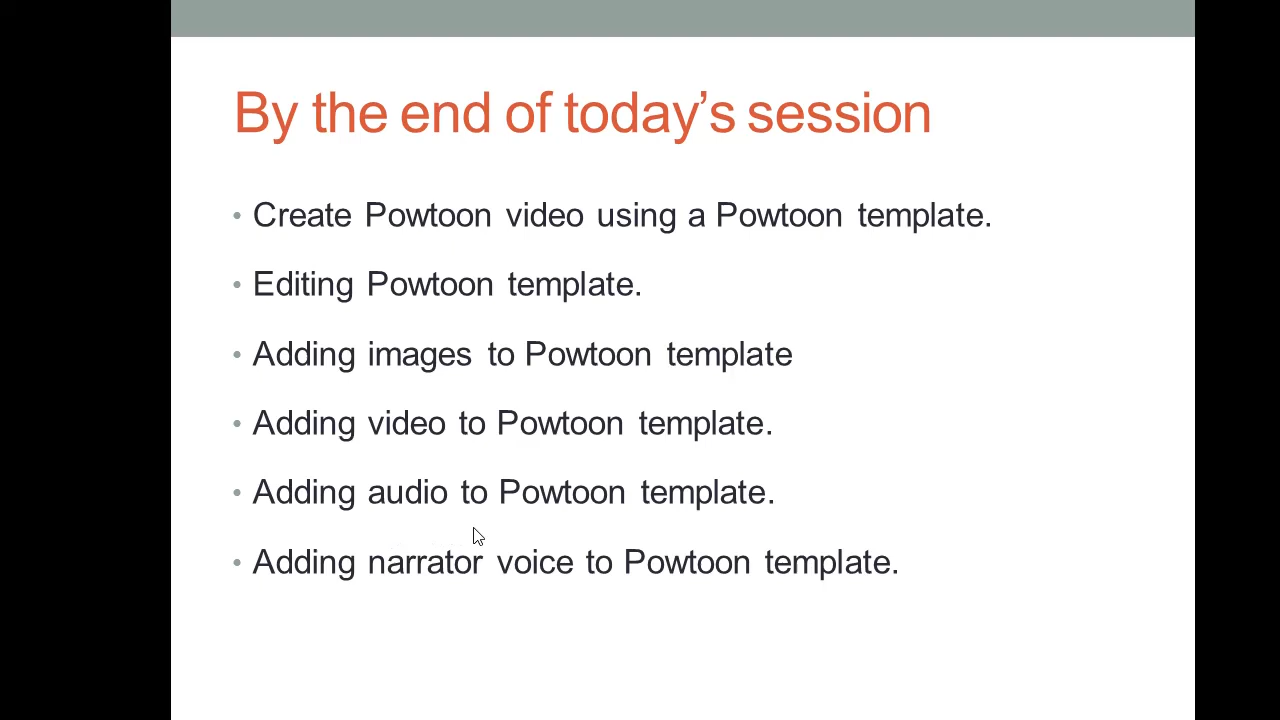 By the end of today’s session
• Create Powtoon video using a Powtoon template.
• Editing Powtoon template.
• Adding images to Powtoon template
• Adding video to Powtoon template.
• Adding audio to Powtoon template.
• Adding narrator voice to Powtoon template.